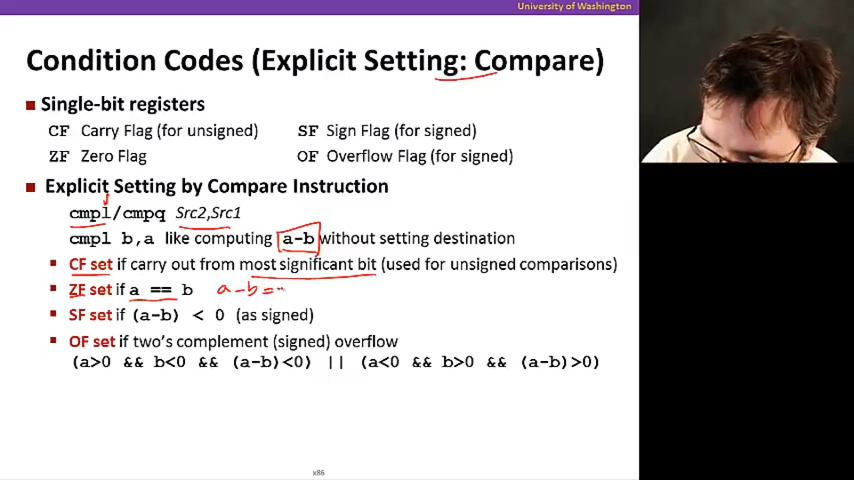 University of Washington
Condition Codes (Explicit Setting: Compare)
Single-bit registers
CF Carry Flag (for unsigned) SF Sign Flag (for signed)
ZF Zero Flag OF Overflow Flag (for signed)
Explicit Setting by Compare Instruction
cmpl/cmpq Src2,Src1
cmpl b,a like computing a-b without setting destination
CF set if carry out from most significant bit (used for unsigned comparisons)
ZF set if a == b a-b=
SF set if (a-b) < 0 (as signed)
OF set if two's complement (signed) overflow
(a>0 && b<0 && (a-b)<0) || (a<0 && b>0 && (a-b)>0)
x86